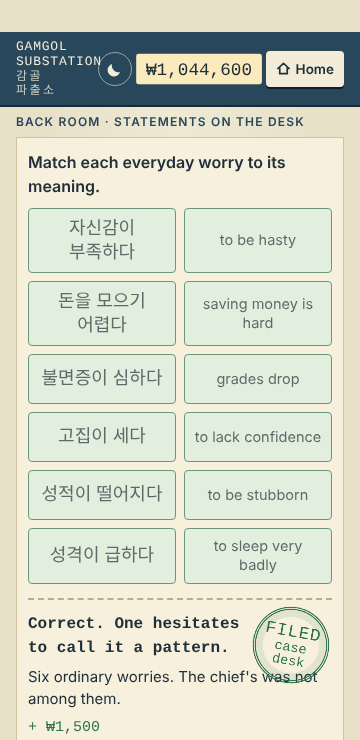 GAMGOL
SUBSTATION
감골
파출소
₩1,044,600
Home
BACK ROOM · STATEMENTS ON THE DESK
Match each everyday worry to its
meaning.
자신감이
부족하다
to be hasty
돈을 모으기
어렵다
saving money is
hard
불면증이 심하다
grades drop
고집이 세다
to lack confidence
성적이 떨어지다
to be stubborn
성격이 급하다
to sleep very
badly
Correct. One hesitates
to call it a pattern.
FILED
case
desk
Six ordinary worries. The chief's was not
among them.
+ ₩1,500